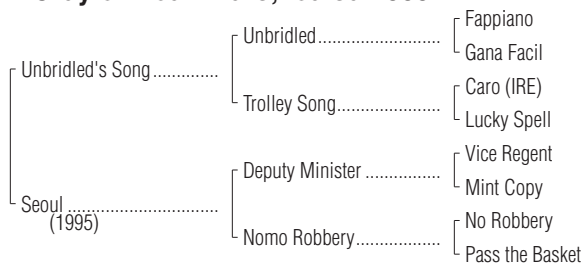 Fappiano
Unbridled
Gana Facil
Unbridled's Song
Caro (IRE)
Trolley Song
Lucky Spell
Vice Regent
Deputy Minister
Mint Copy
Seoul
(1995)
No Robbery
Nomo Robbery
Pass the Basket